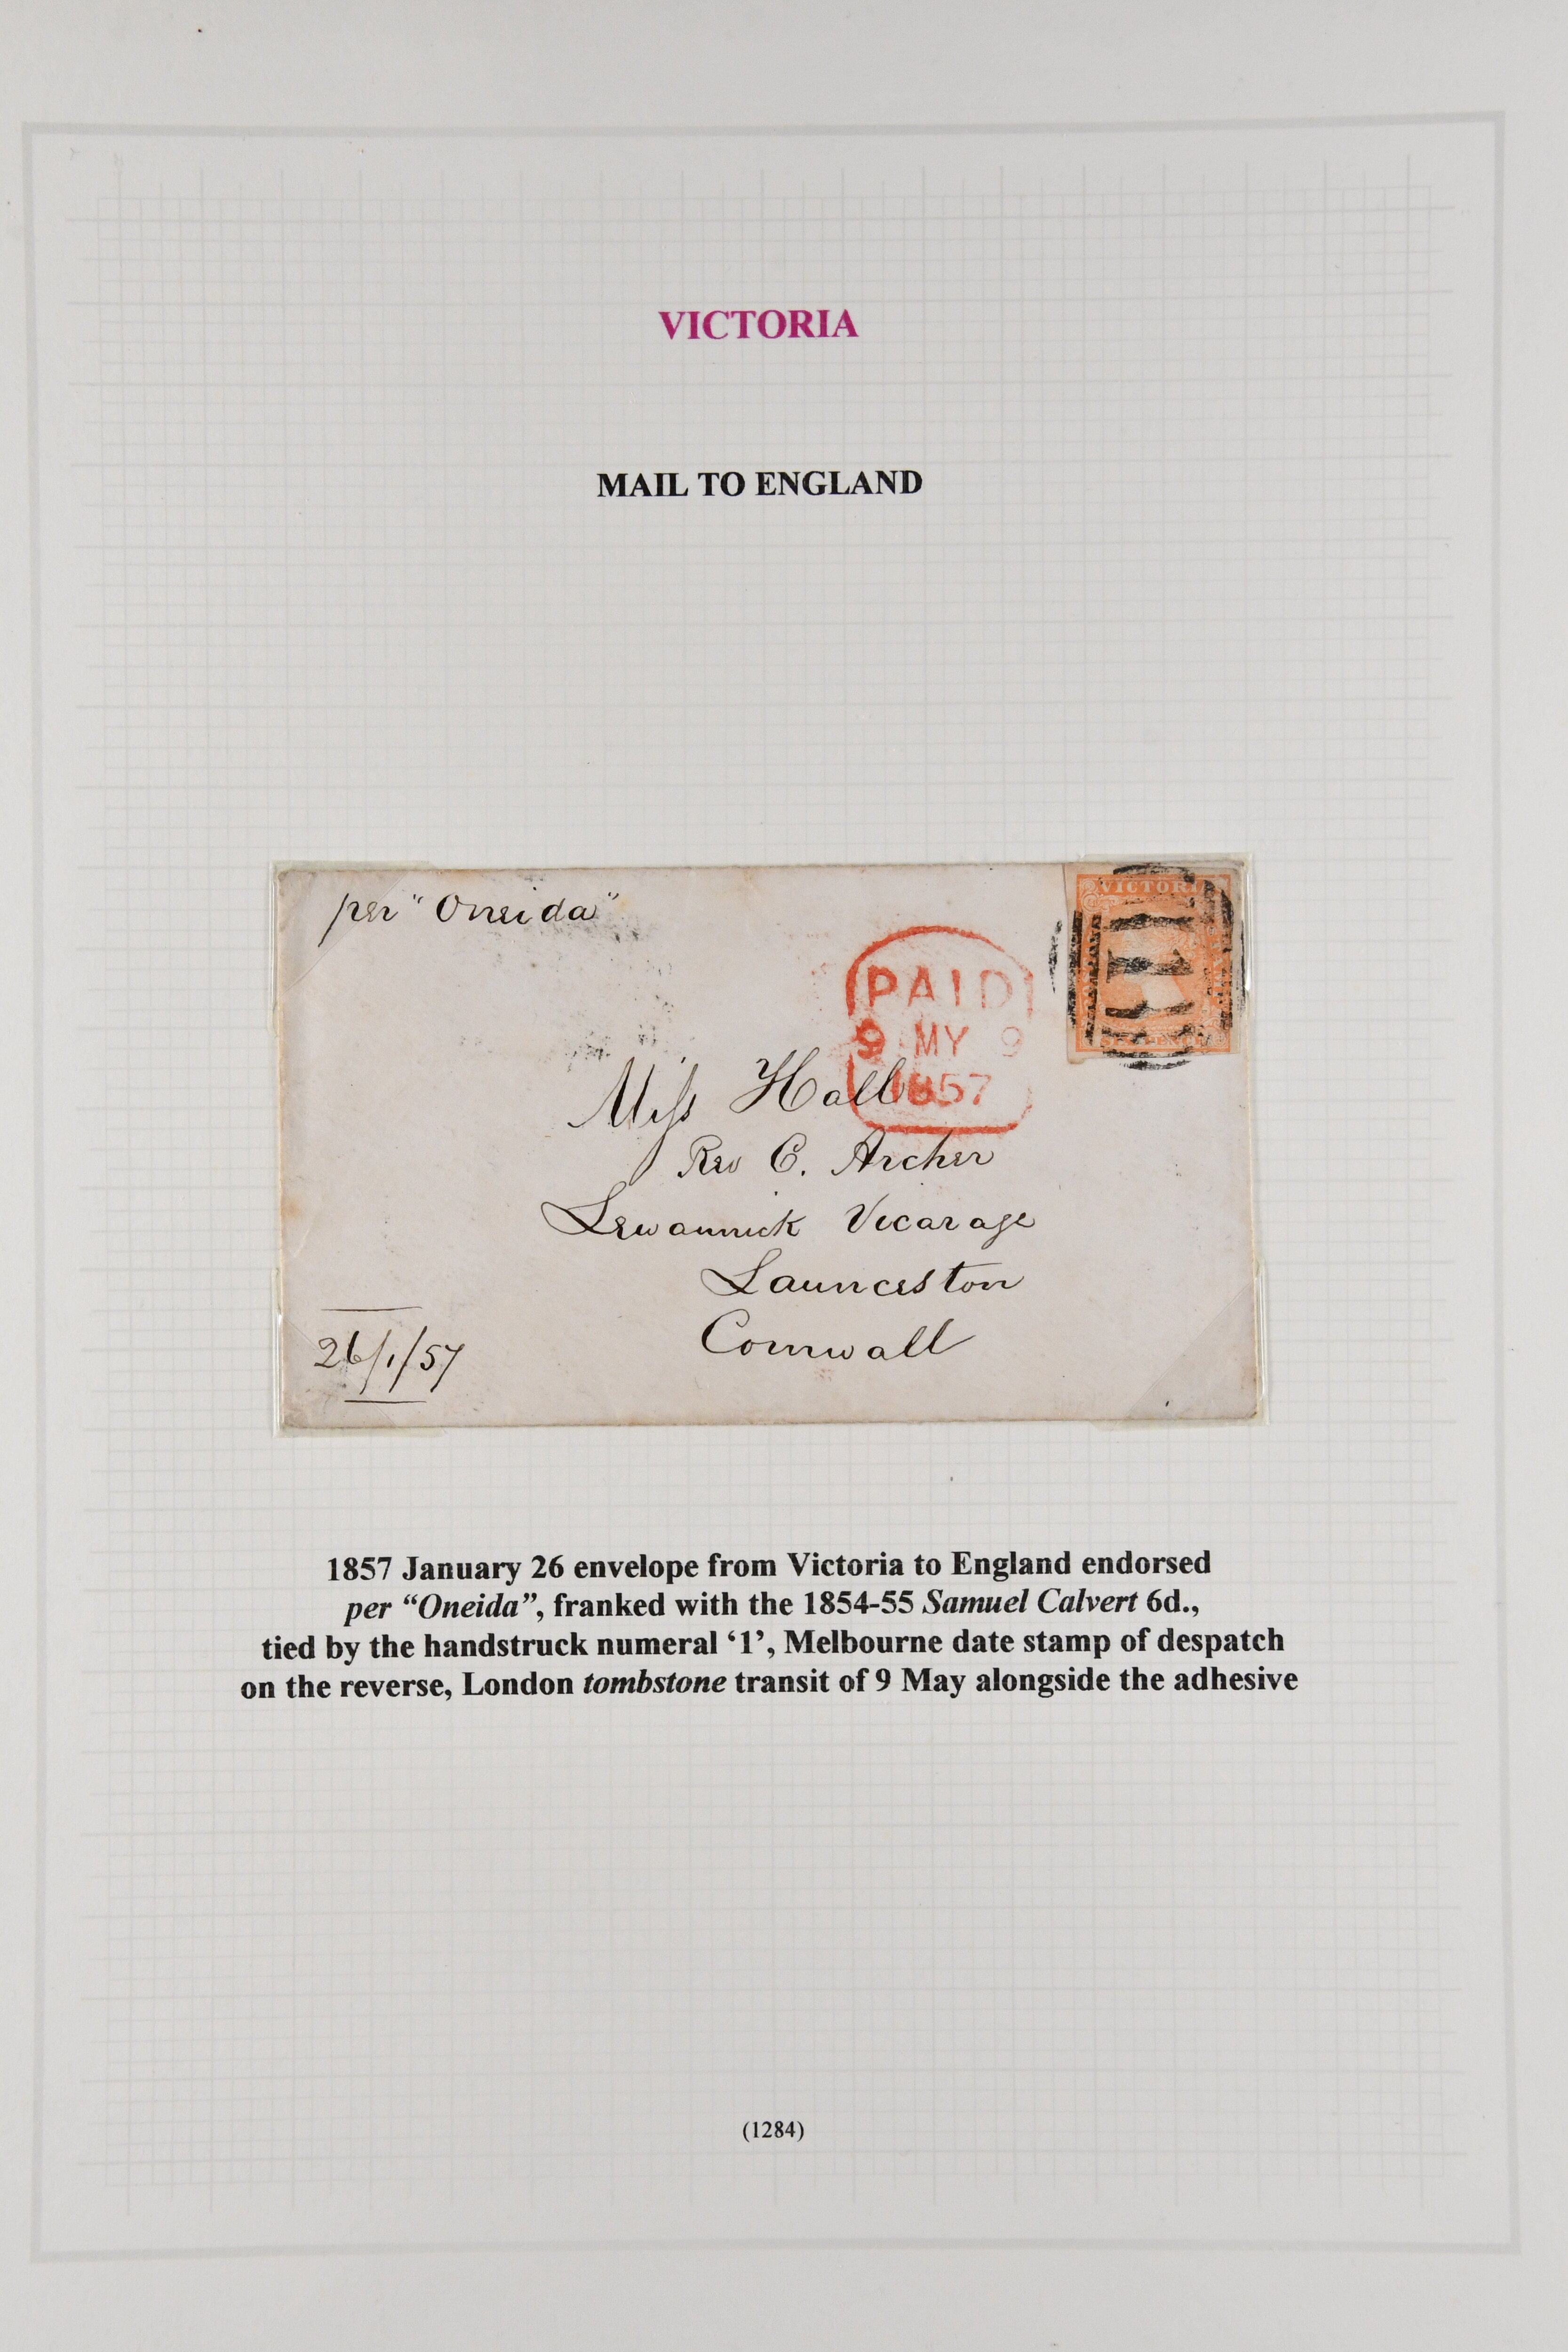 VICTORIA
MAIL TO ENGLAND
per "Oneida"
VICTORIA
1
PAID
9 MY 9
1857
Miss Hall
Rev C. Archer
Lewannick Vicarage
Launceston
Cornwall
26/1/57
1857 January 26 envelope from Victoria to England endorsed
per “Oneida”, franked with the 1854-55 Samuel Calvert 6d.,
tied by the handstruck numeral ‘1’, Melbourne date stamp of despatch
on the reverse, London tombstone transit of 9 May alongside the adhesive
(1284)